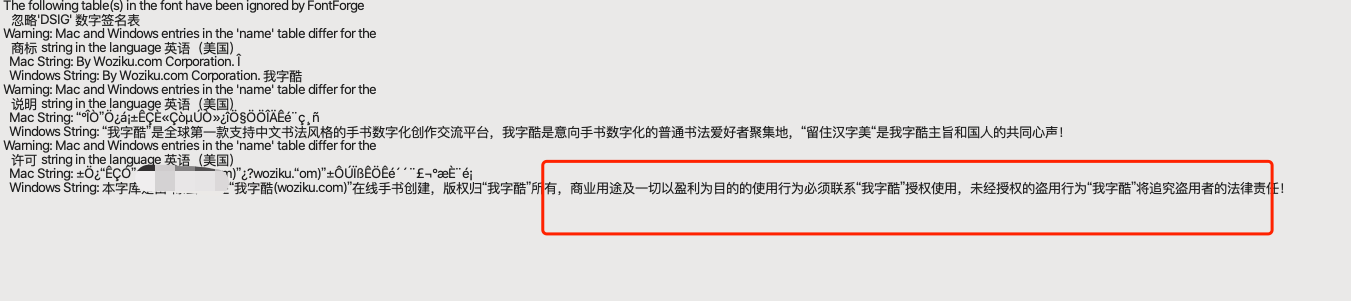 The following table(s) in the font have been ignored by FontForge
忽略'DSIG' 数字签名表
Warning: Mac and Windows entries in the 'name' table differ for the
商标 string in the language 英语（美国）
Mac String: By Woziku.com Corporation. Î
Windows String: By Woziku.com Corporation. 我字酷
Warning: Mac and Windows entries in the 'name' table differ for the
说明 string in the language 英语（美国）
Mac String: “ºÎÒ”Ö¿á¡±ÊÇÈ«ÇòµÚÒ»¿îÖ§ÖÖÎÄÊé¨ç¸ñ
Windows String: “我字酷”是全球第一款支持中文书法风格的手书数字化创作交流平台，我字酷是意向手书数字化的普通书法爱好者聚集地，“留住汉字美“是我字酷主旨和国人的共同心声！
Warning: Mac and Windows entries in the 'name' table differ for the
许可 string in the language 英语（美国）
Mac String: ±Ö¿“ÊÇÓ” m)”¿?woziku.“om)”±ÔÚÏßÊÖÊé´´¨£¬°æÈ¨é¡
Windows String: 本字库 “我字酷(woziku.com)”在线手书创建，版权归“我字酷”所有，商业用途及一切以盈利为目的的使用行为必须联系“我字酷”授权使用，未经授权的盗用行为“我字酷”将追究盗用者的法律责任！